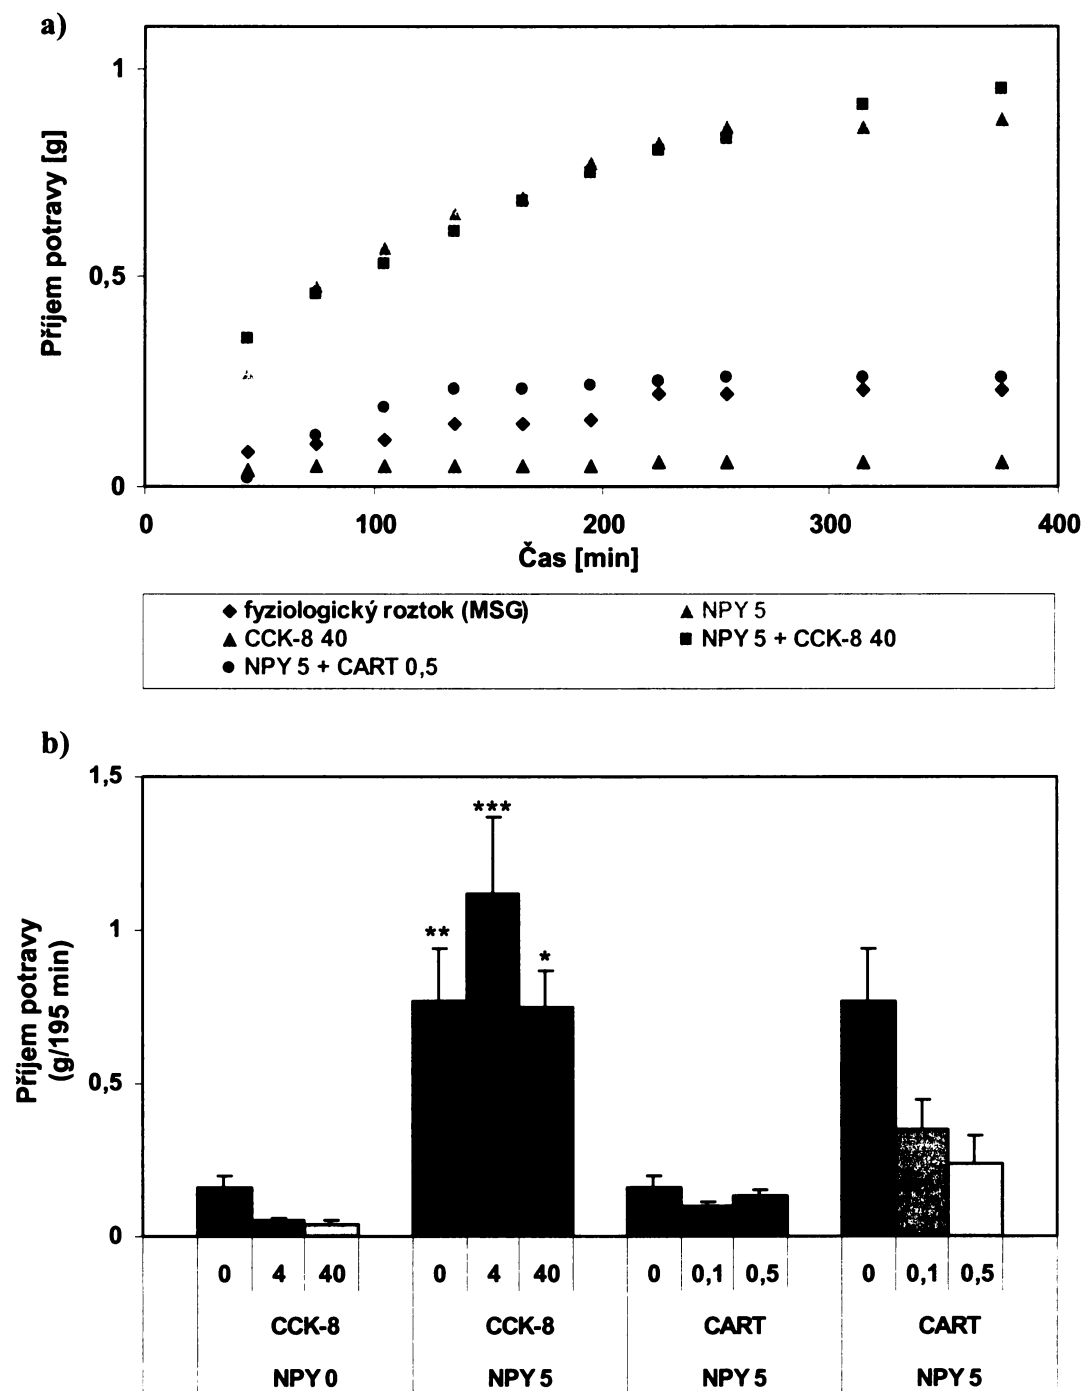 a)
1
0,5
0
Příjem potravy [g]
0 100 200 300 400
Čas [min]
fyziologický roztok (MSG) NPY 5
CCK-8 40 NPY 5 + CCK-8 40
NPY 5 + CART 0,5
b)
1,5
1
0,5
0
Příjem potravy
(g/195 min)
***
**
*
0 4 40 0 4 40 0 0,1 0,5 0 0,1 0,5
CCK-8 CCK-8 CART CART
NPY 0 NPY 5 NPY 5 NPY 5